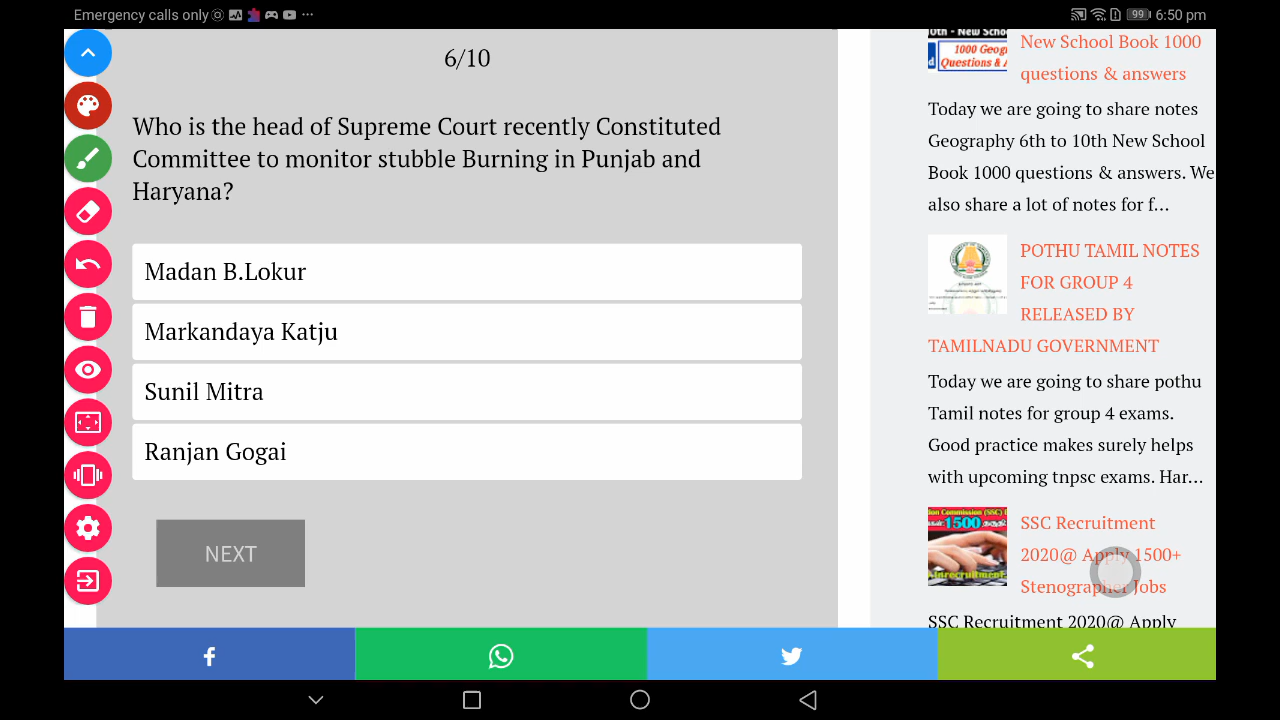 Emergency calls only
99 6:50 pm
6/10
Who is the head of Supreme Court recently Constituted
Committee to monitor stubble Burning in Punjab and
Haryana?
Madan B.Lokur
Markandaya Katju
Sunil Mitra
Ranjan Gogai
NEXT
1000 Geog
Questions & A
New School Book 1000
questions & answers
Today we are going to share notes
Geography 6th to 10th New School
Book 1000 questions & answers. We
also share a lot of notes for f...
POTHU TAMIL NOTES
FOR GROUP 4
RELEASED BY
TAMILNADU GOVERNMENT
Today we are going to share pothu
Tamil notes for group 4 exams.
Good practice makes surely helps
with upcoming tnpsc exams. Har...
1500
SSC Recruitment
2020@ Apply 1500+
Stenographer Jobs
SSC Recruitment 2020@ Apply